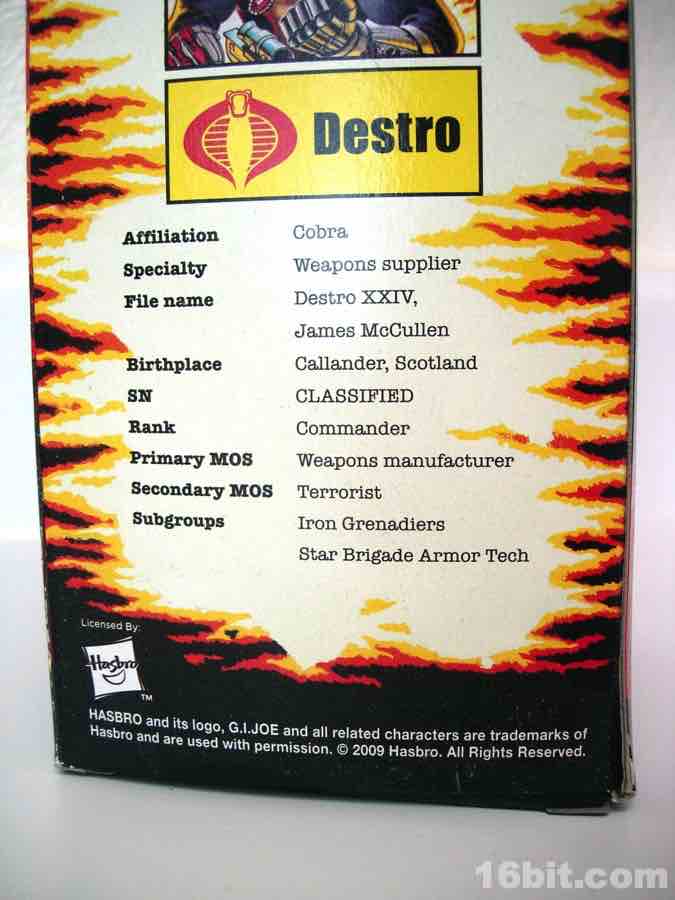 Destro
Affiliation Cobra
Specialty Weapons supplier
File name Destro XXIV,
James McCullen
Birthplace Callander, Scotland
SN CLASSIFIED
Rank Commander
Primary MOS Weapons manufacturer
Secondary MOS Terrorist
Subgroups Iron Grenadiers
Star Brigade Armor Tech
Licensed By:
Hasbro
TM
HASBRO and its logo, G.I.JOE and all related characters are trademarks of
Hasbro and are used with permission. © 2009 Hasbro. All Rights Reserved.
16bit.com